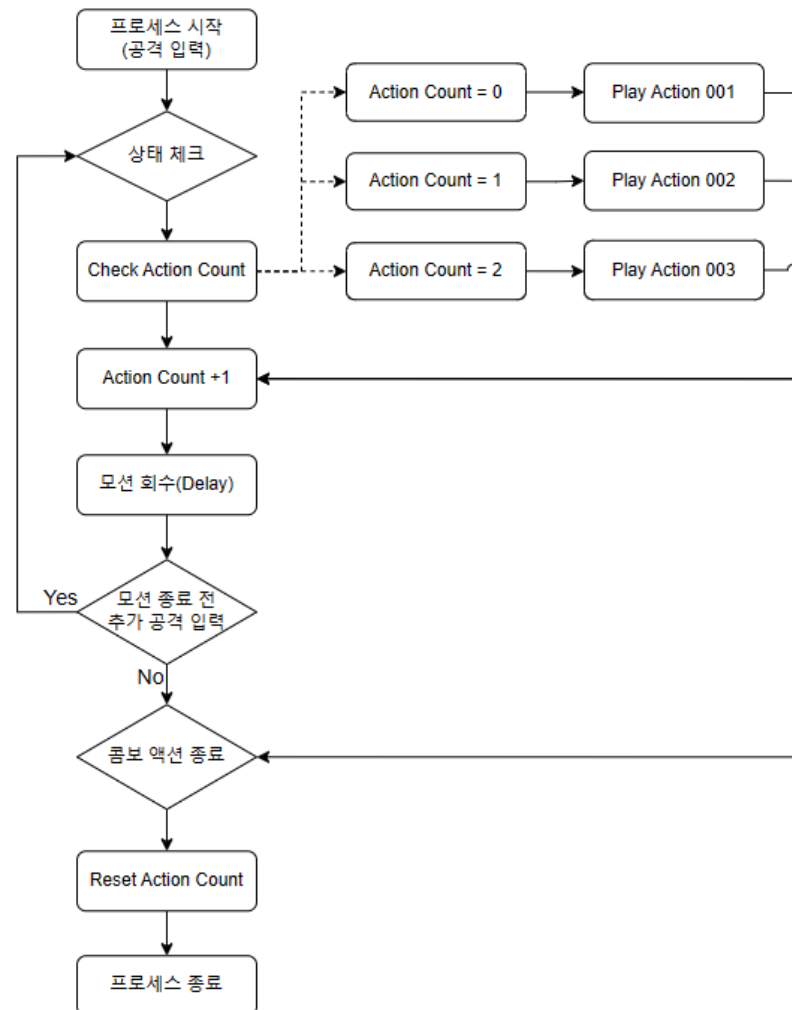 프로세스 시작
(공격 입력)
Action Count = 0
Play Action 001
상태 체크
Action Count = 1
Play Action 002
Check Action Count
Action Count = 2
Play Action 003
Action Count +1
모션 회수(Delay)
Yes
모션 종료 전
추가 공격 입력
No
콤보 액션 종료
Reset Action Count
프로세스 종료